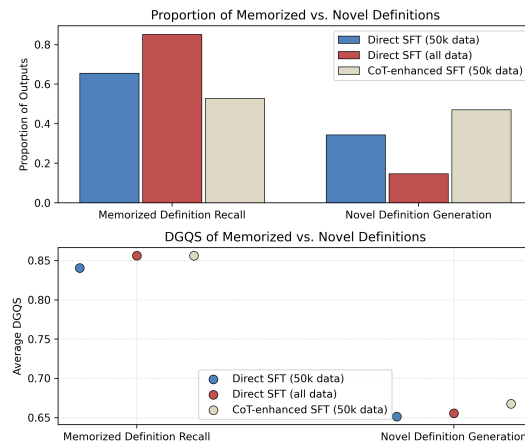 Proportion of Memorized vs. Novel Definitions
Proportion of Outputs
0.8
0.6
0.4
0.2
0.0
Direct SFT (50k data)
Direct SFT (all data)
CoT-enhanced SFT (50k data)
Memorized Definition Recall
Novel Definition Generation
DGQS of Memorized vs. Novel Definitions
Average DGQS
0.85
0.80
0.75
0.70
0.65
Direct SFT (50k data)
Direct SFT (all data)
CoT-enhanced SFT (50k data)
Memorized Definition Recall
Novel Definition Generation